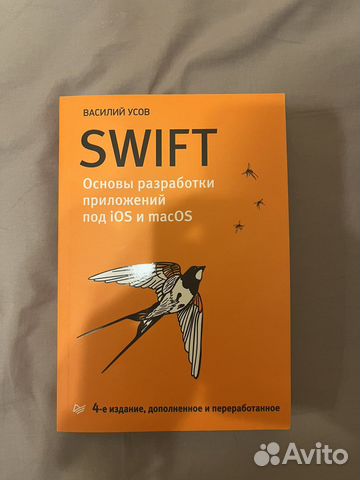 ВАСИЛИЙ УСОВ
SWIFT
Основы разработки
приложений
под iOS и macOS
4-е издание, дополненное и переработанное
Avito